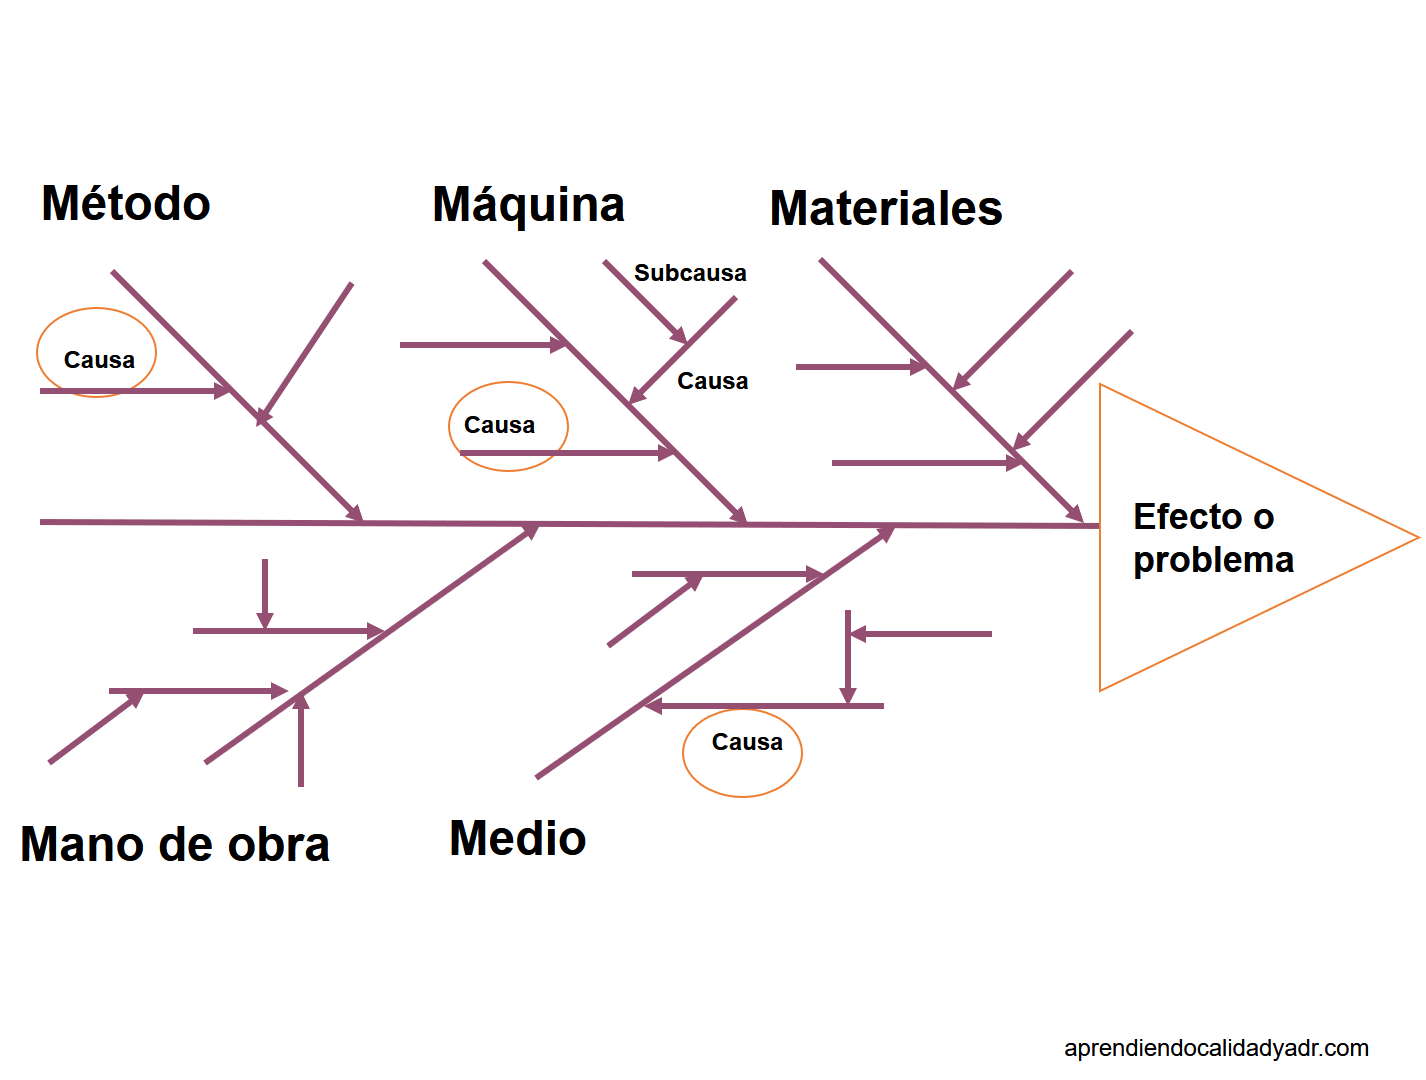 Método
Máquina
Materiales
Subcausa
Causa
Causa
Causa
Efecto o
problema
Causa
Mano de obra
Medio
aprendiendocalidadyadr.com